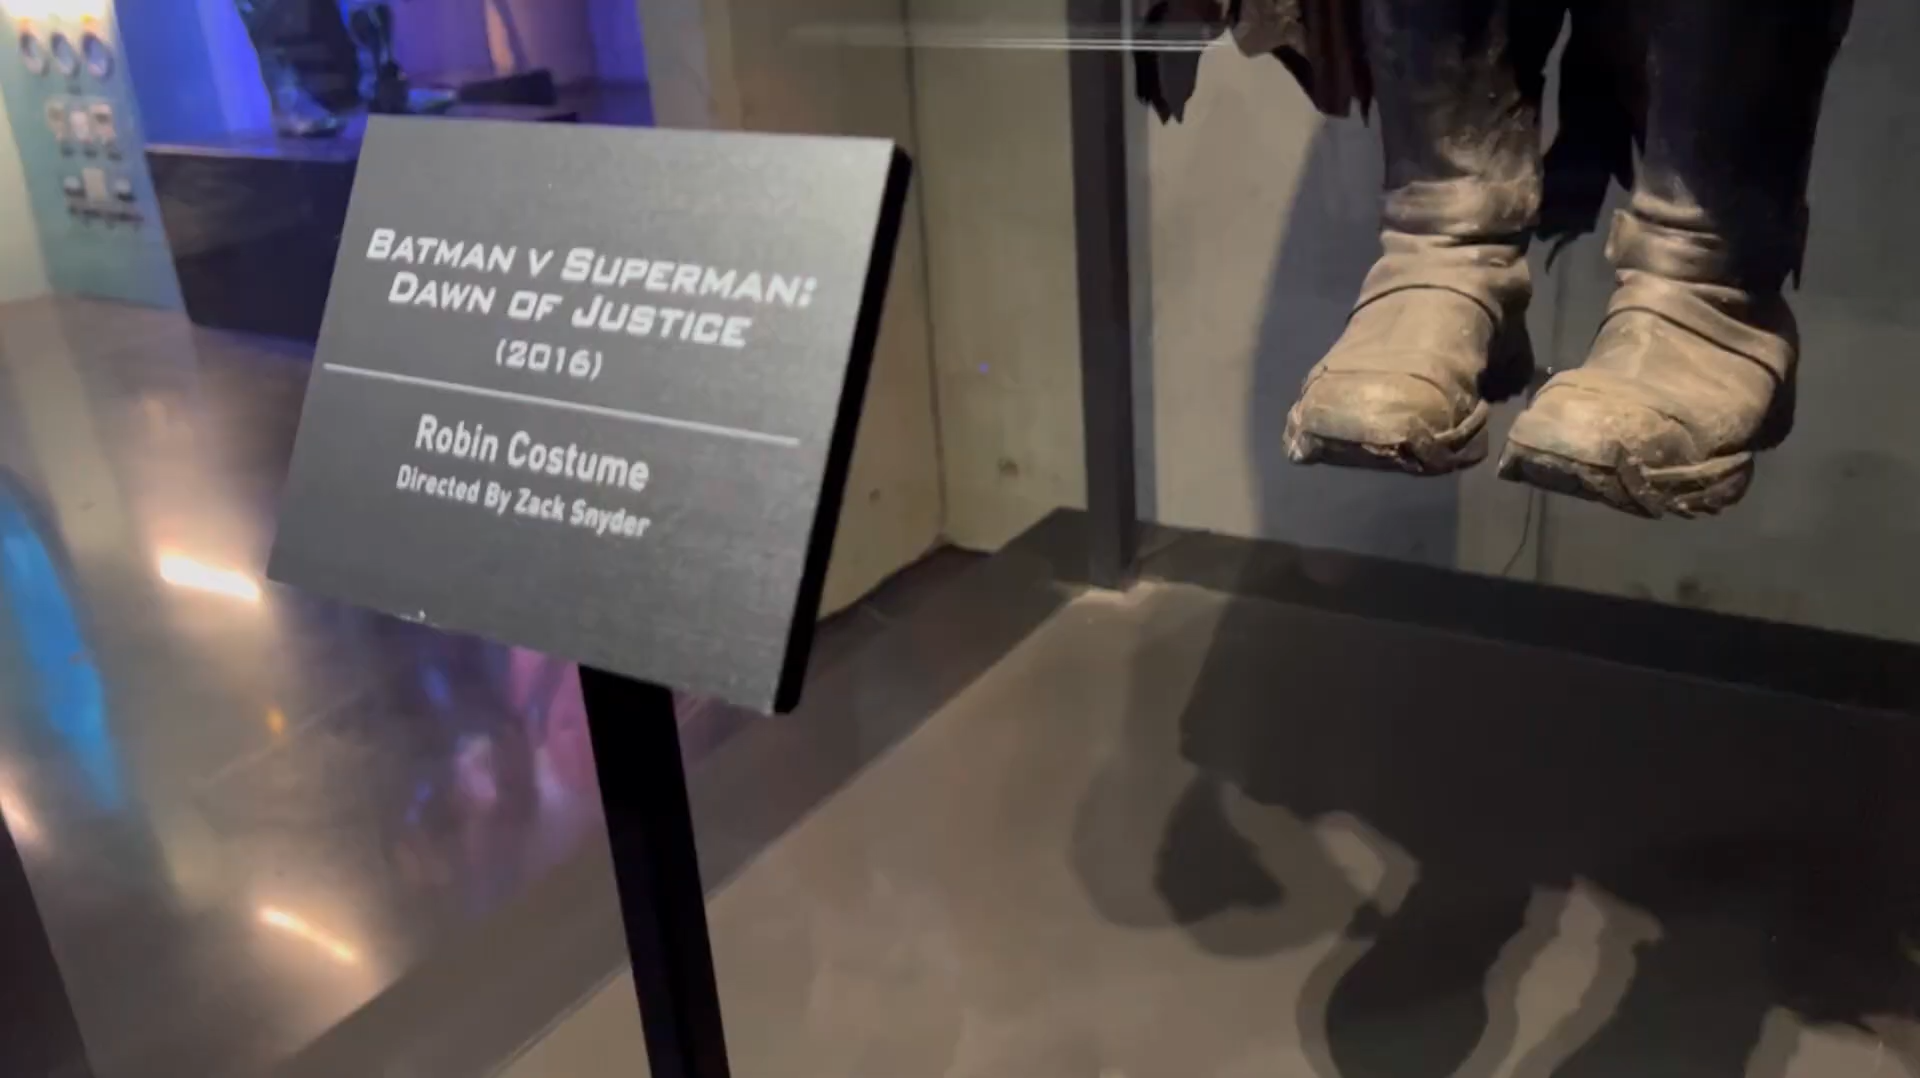 Batman v Superman:
Dawn of Justice
(2016)
Robin Costume
Directed By Zack Snyder